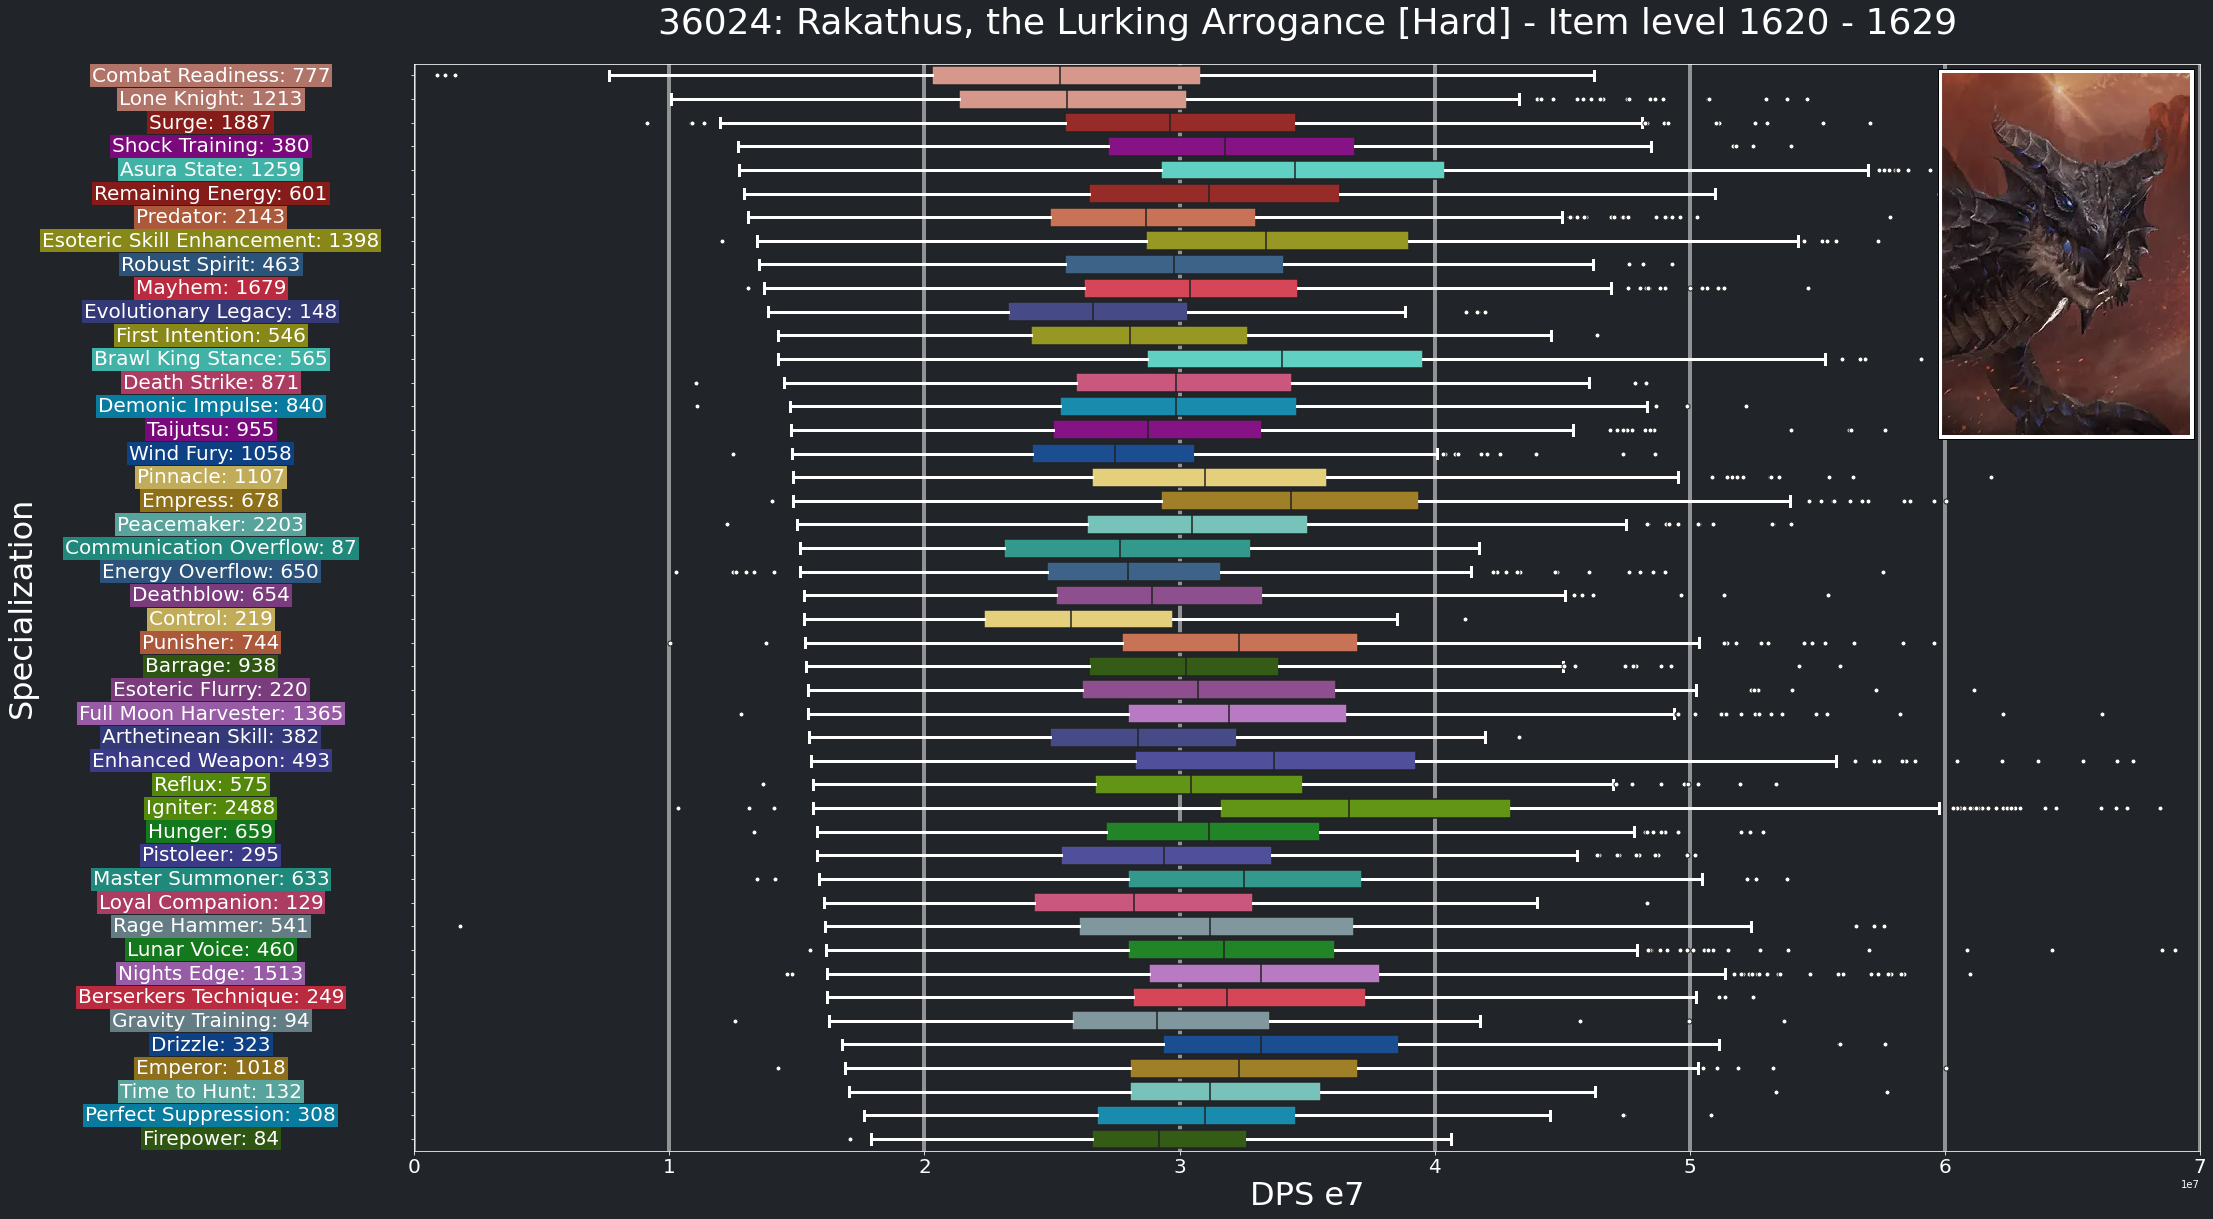 36024: Rakathus, the Lurking Arrogance [Hard] - Item level 1620 - 1629
Specialization
Combat Readiness: 777
Lone Knight: 1213
Surge: 1887
Shock Training: 380
Asura State: 1259
Remaining Energy: 601
Predator: 2143
Esoteric Skill Enhancement: 1398
Robust Spirit: 463
Mayhem: 1679
Evolutionary Legacy: 148
First Intention: 546
Brawl King Stance: 565
Death Strike: 871
Demonic Impulse: 840
Taijutsu: 955
Wind Fury: 1058
Pinnacle: 1107
Empress: 678
Peacemaker: 2203
Communication Overflow: 87
Energy Overflow: 650
Deathblow: 654
Control: 219
Punisher: 744
Barrage: 938
Esoteric Flurry: 220
Full Moon Harvester: 1365
Arthetinean Skill: 382
Enhanced Weapon: 493
Reflux: 575
Igniter: 2488
Hunger: 659
Pistoleer: 295
Master Summoner: 633
Loyal Companion: 129
Rage Hammer: 541
Lunar Voice: 460
Nights Edge: 1513
Berserkers Technique: 249
Gravity Training: 94
Drizzle: 323
Emperor: 1018
Time to Hunt: 132
Perfect Suppression: 308
Firepower: 84
0 1 2 3 4 5 6 7
1e7
DPS e7